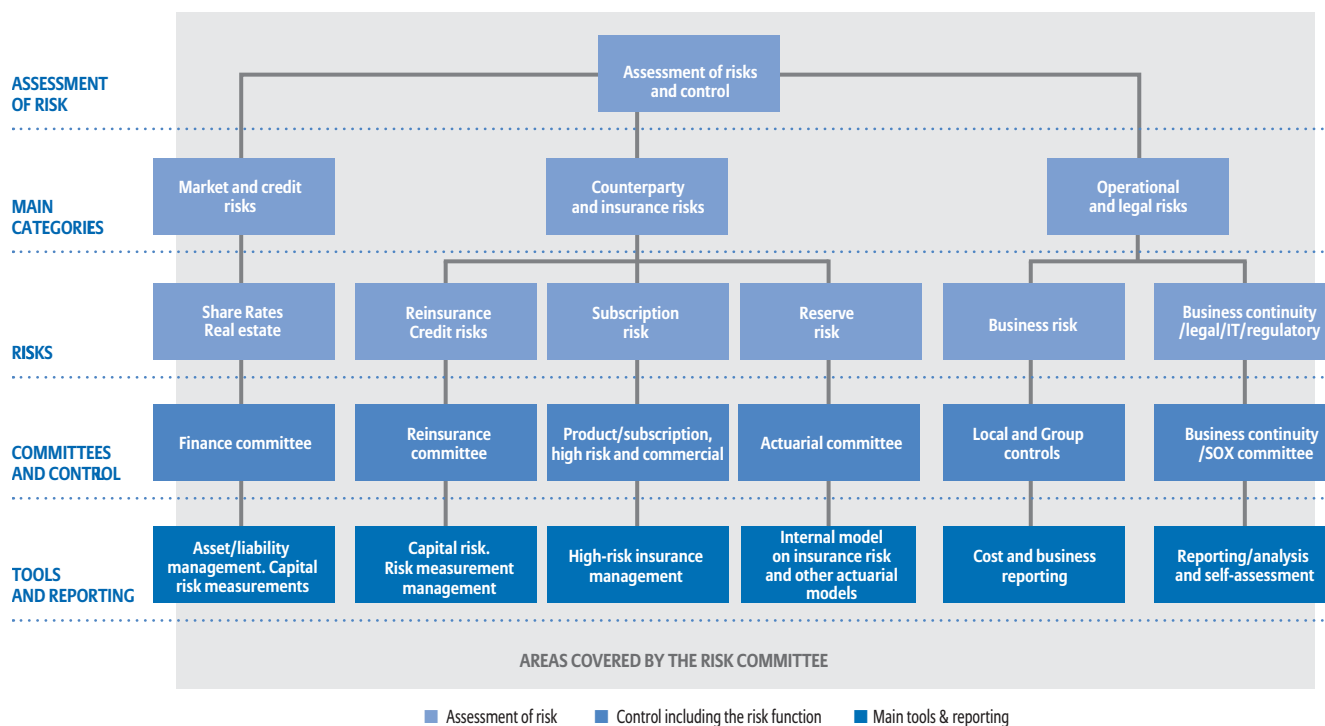 ASSESSMENT
OF RISK
Assessment of risks
and control
MAIN
CATEGORIES
Market and credit
risks
Counterparty
and insurance risks
Operational
and legal risks
RISKS
Share Rates
Real estate
Reinsurance
Credit risks
Subscription
risk
Reserve
risk
Business risk
Business continuity
/legal/IT/regulatory
COMMITTEES
AND CONTROL
Finance committee
Reinsurance
committee
Product/subscription,
high risk and commercial
Actuarial committee
Local and Group
controls
Business continuity
/SOX committee
TOOLS
AND REPORTING
Asset/liability
management. Capital
risk measurements
Capital risk.
Risk measurement
management
High-risk insurance
management
Internal model
on insurance risk
and other actuarial
models
Cost and business
reporting
Reporting/analysis
and self-assessment
AREAS COVERED BY THE RISK COMMITTEE
Assessment of risk
Control including the risk function
Main tools & reporting